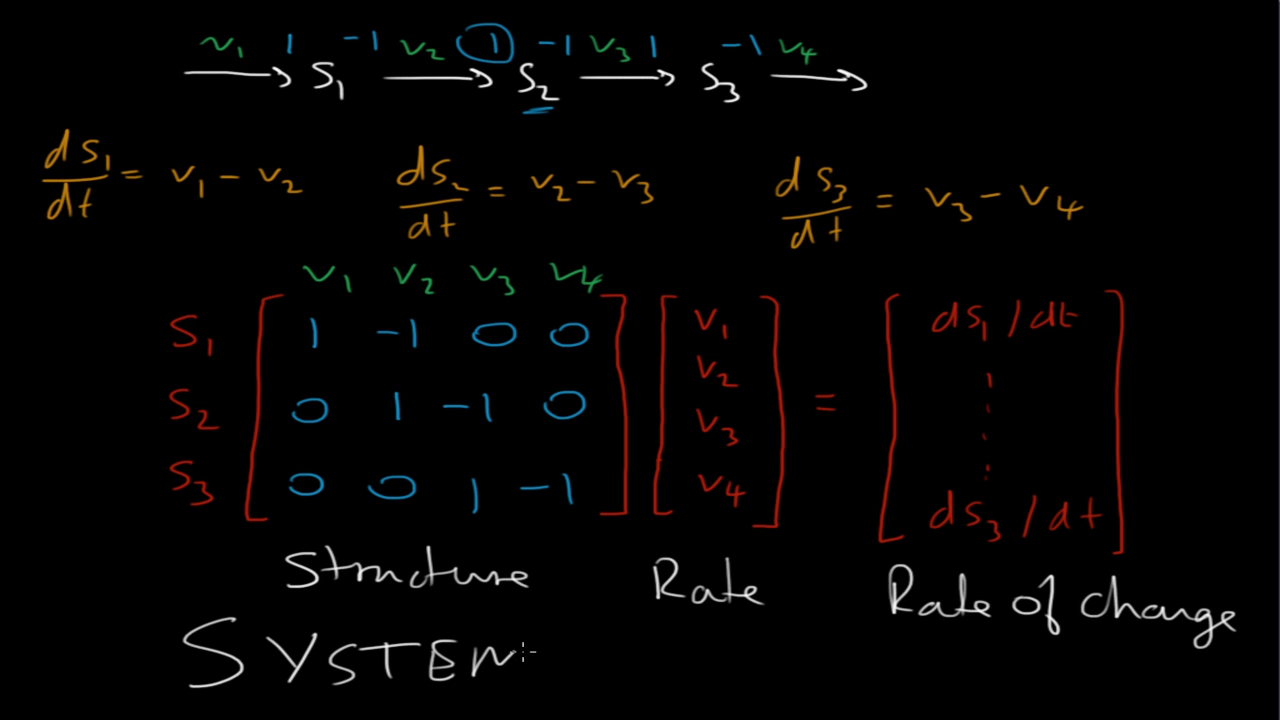 v₁ 1 -1 v₂ 1 -1 v₃ 1 -1 v₄
→ S₁ → S₂ → S₃ →
dS₁/dt = v₁ - v₂ dS₂/dt = v₂ - v₃ dS₃/dt = v₃ - v₄
v₁ v₂ v₃ v₄
S₁ [ 1 -1 0 0 ] [ v₁ ] [ dS₁/dt ]
v₂
S₂ [ 0 1 -1 0 ] = ⋮
v₃
S₃ [ 0 0 1 -1 ] [ v₄ ] [ dS₃/dt ]
Structure Rate Rate of change
SYSTEM